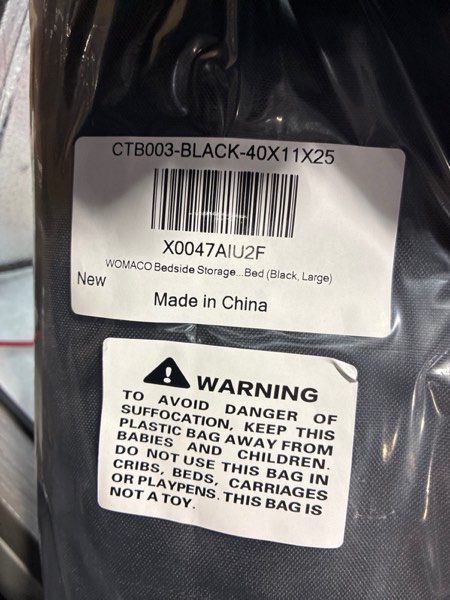 CTB003-BLACK-40X11X25
X0047AIU2F
WOMACO Bedside Storage...Bed (Black, Large)
New
Made in China
WARNING
TO AVOID DANGER OF
SUFFOCATION, KEEP THIS
PLASTIC BAG AWAY FROM
BABIES AND CHILDREN.
DO NOT USE THIS BAG IN
CRIBS, BEDS, CARRIAGES
OR PLAYPENS. THIS BAG IS
NOT A TOY.